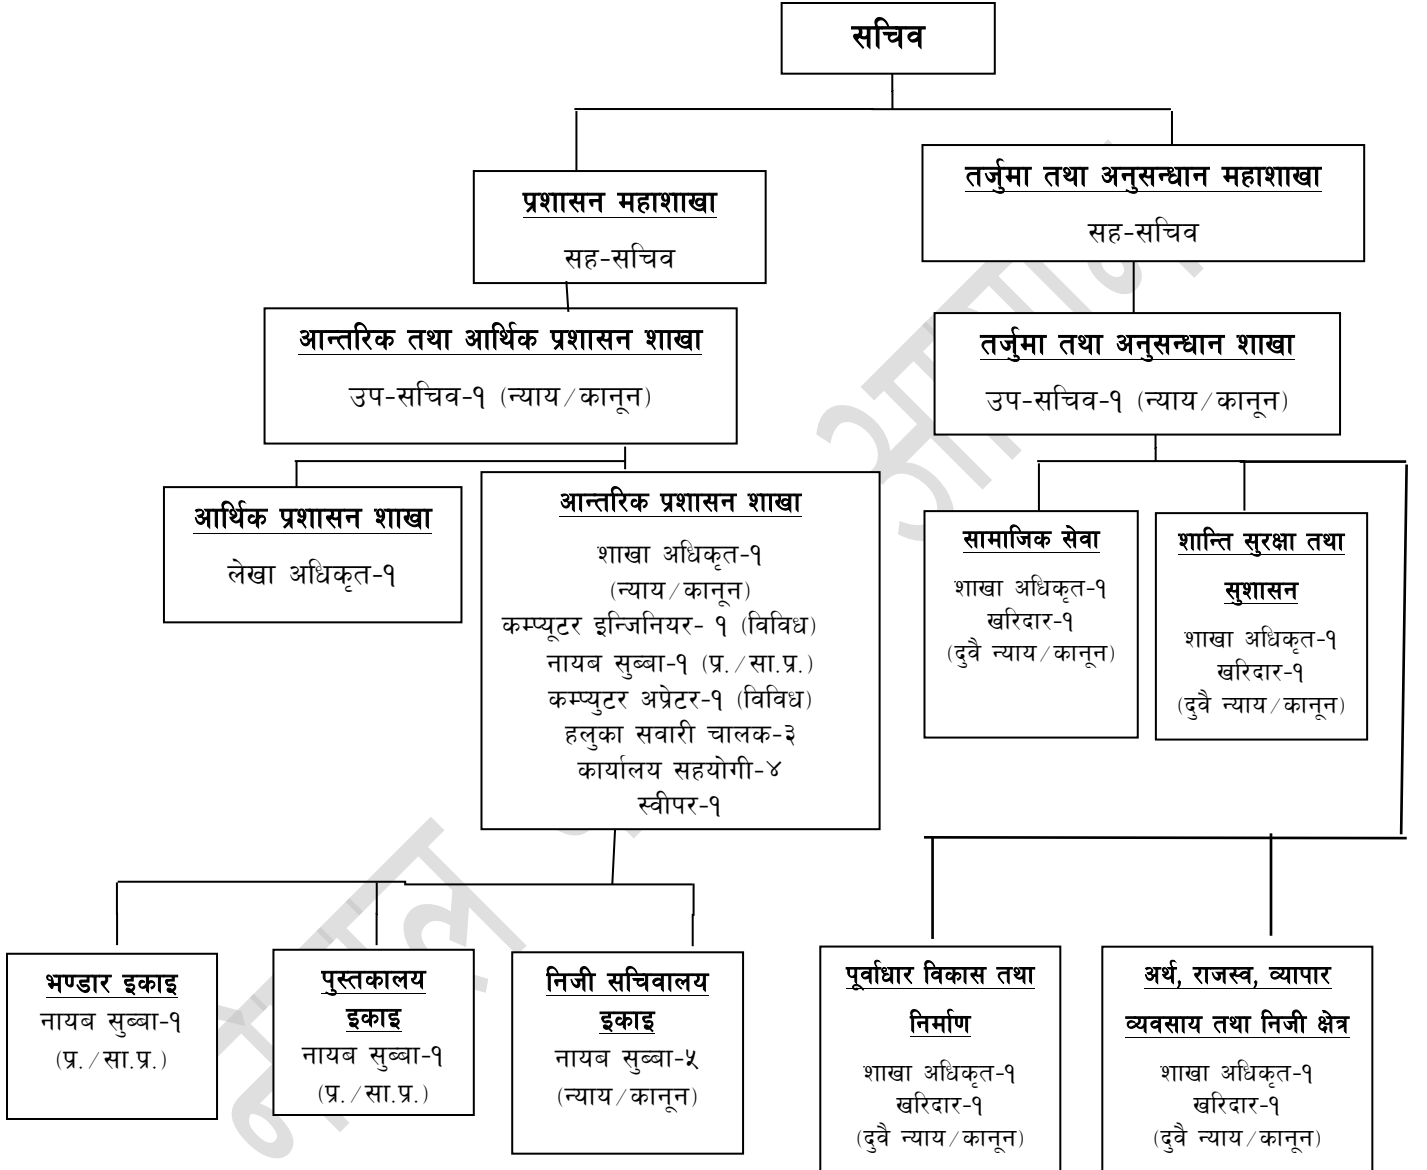 सचिव
प्रशासन महाशाखा
सह-सचिव
तर्जुमा तथा अनुसन्धान महाशाखा
सह-सचिव
आन्तरिक तथा आर्थिक प्रशासन शाखा
उप-सचिव-१ (न्याय/कानून)
तर्जुमा तथा अनुसन्धान शाखा
उप-सचिव-१ (न्याय/कानून)
आर्थिक प्रशासन शाखा
लेखा अधिकृत-१
आन्तरिक प्रशासन शाखा
शाखा अधिकृत-१
(न्याय/कानून)
कम्प्यूटर इन्जिनियर- १ (विविध)
नायब सुब्बा-१ (प्र./सा.प्र.)
कम्प्युटर अप्रेटर-१ (विविध)
हलुका सवारी चालक-३
कार्यालय सहयोगी-४
स्वीपर-१
सामाजिक सेवा
शाखा अधिकृत-१
खरिदार-१
(दुवै न्याय/कानून)
शान्ति सुरक्षा तथा
सुशासन
शाखा अधिकृत-१
खरिदार-१
(दुवै न्याय/कानून)
भण्डार इकाइ
नायब सुब्बा-१
(प्र./सा.प्र.)
पुस्तकालय
इकाइ
नायब सुब्बा-१
(प्र./सा.प्र.)
निजी सचिवालय
इकाइ
नायब सुब्बा-५
(न्याय/कानून)
पूर्वाधार विकास तथा
निर्माण
शाखा अधिकृत-१
खरिदार-१
(दुवै न्याय/कानून)
अर्थ, राजस्व, व्यापार
व्यवसाय तथा निजी क्षेत्र
शाखा अधिकृत-१
खरिदार-१
(दुवै न्याय/कानून)